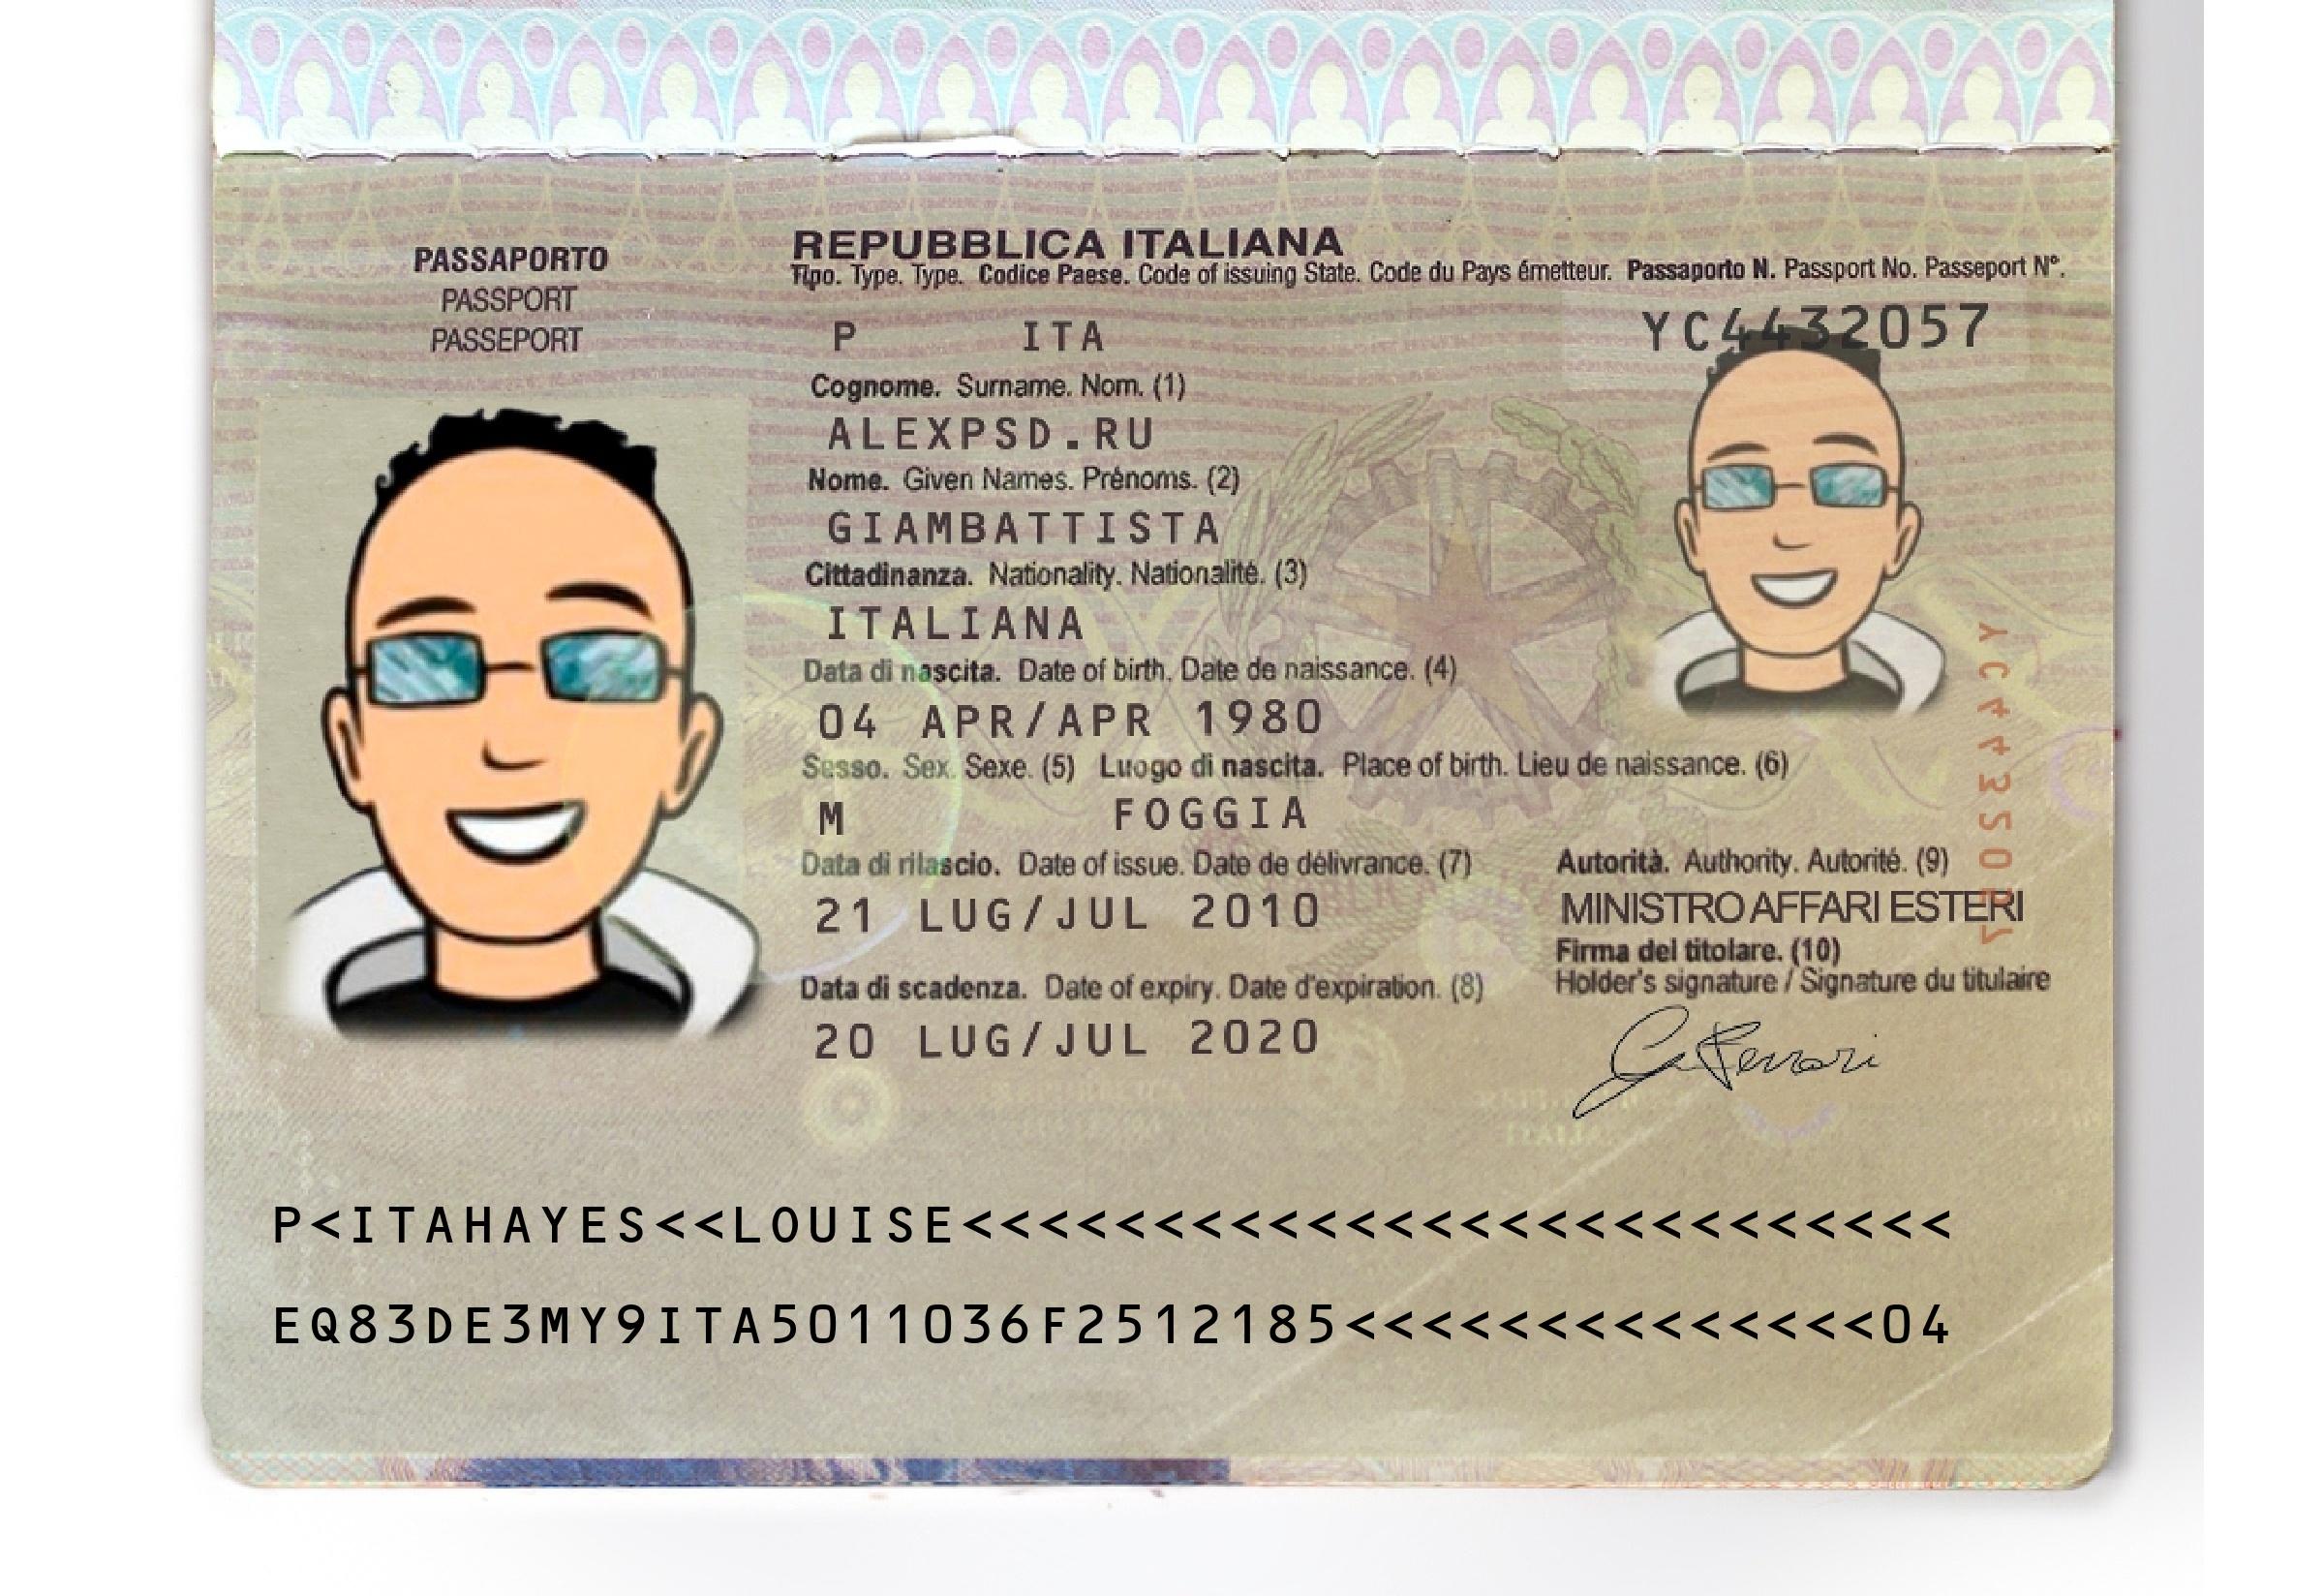 PASSAPORTO
PASSPORT
PASSEPORT
REPUBBLICA ITALIANA
Tipo. Type. Type. Codice Paese. Code of issuing State. Code du Pays émetteur. Passaporto N. Passport No. Passeport N°.
P ITA YC4432057
Cognome. Surname. Nom. (1)
ALEXPSD.RU
Nome. Given Names. Prénoms. (2)
GIAMBATTISTA
Cittadinanza. Nationality. Nationalité. (3)
ITALIANA
Data di nascita. Date of birth. Date de naissance. (4)
04 APR/APR 1980
Sesso. Sex. Sexe. (5) Luogo di nascita. Place of birth. Lieu de naissance. (6)
M FOGGIA
Data di rilascio. Date of issue. Date de délivrance. (7)
21 LUG/JUL 2010
Data di scadenza. Date of expiry. Date d'expiration. (8)
20 LUG/JUL 2020
YC4432057
Autorità. Authority. Autorité. (9)
MINISTRO AFFARI ESTERI
Firma del titolare. (10)
Holder's signature / Signature du titulaire
G Ferrari
P<ITAHAYES<<LOUISE<<<<<<<<<<<<<<<<<<<<<<<<<<
EQ83DE3MY9ITA5011036F2512185<<<<<<<<<<<<<<04